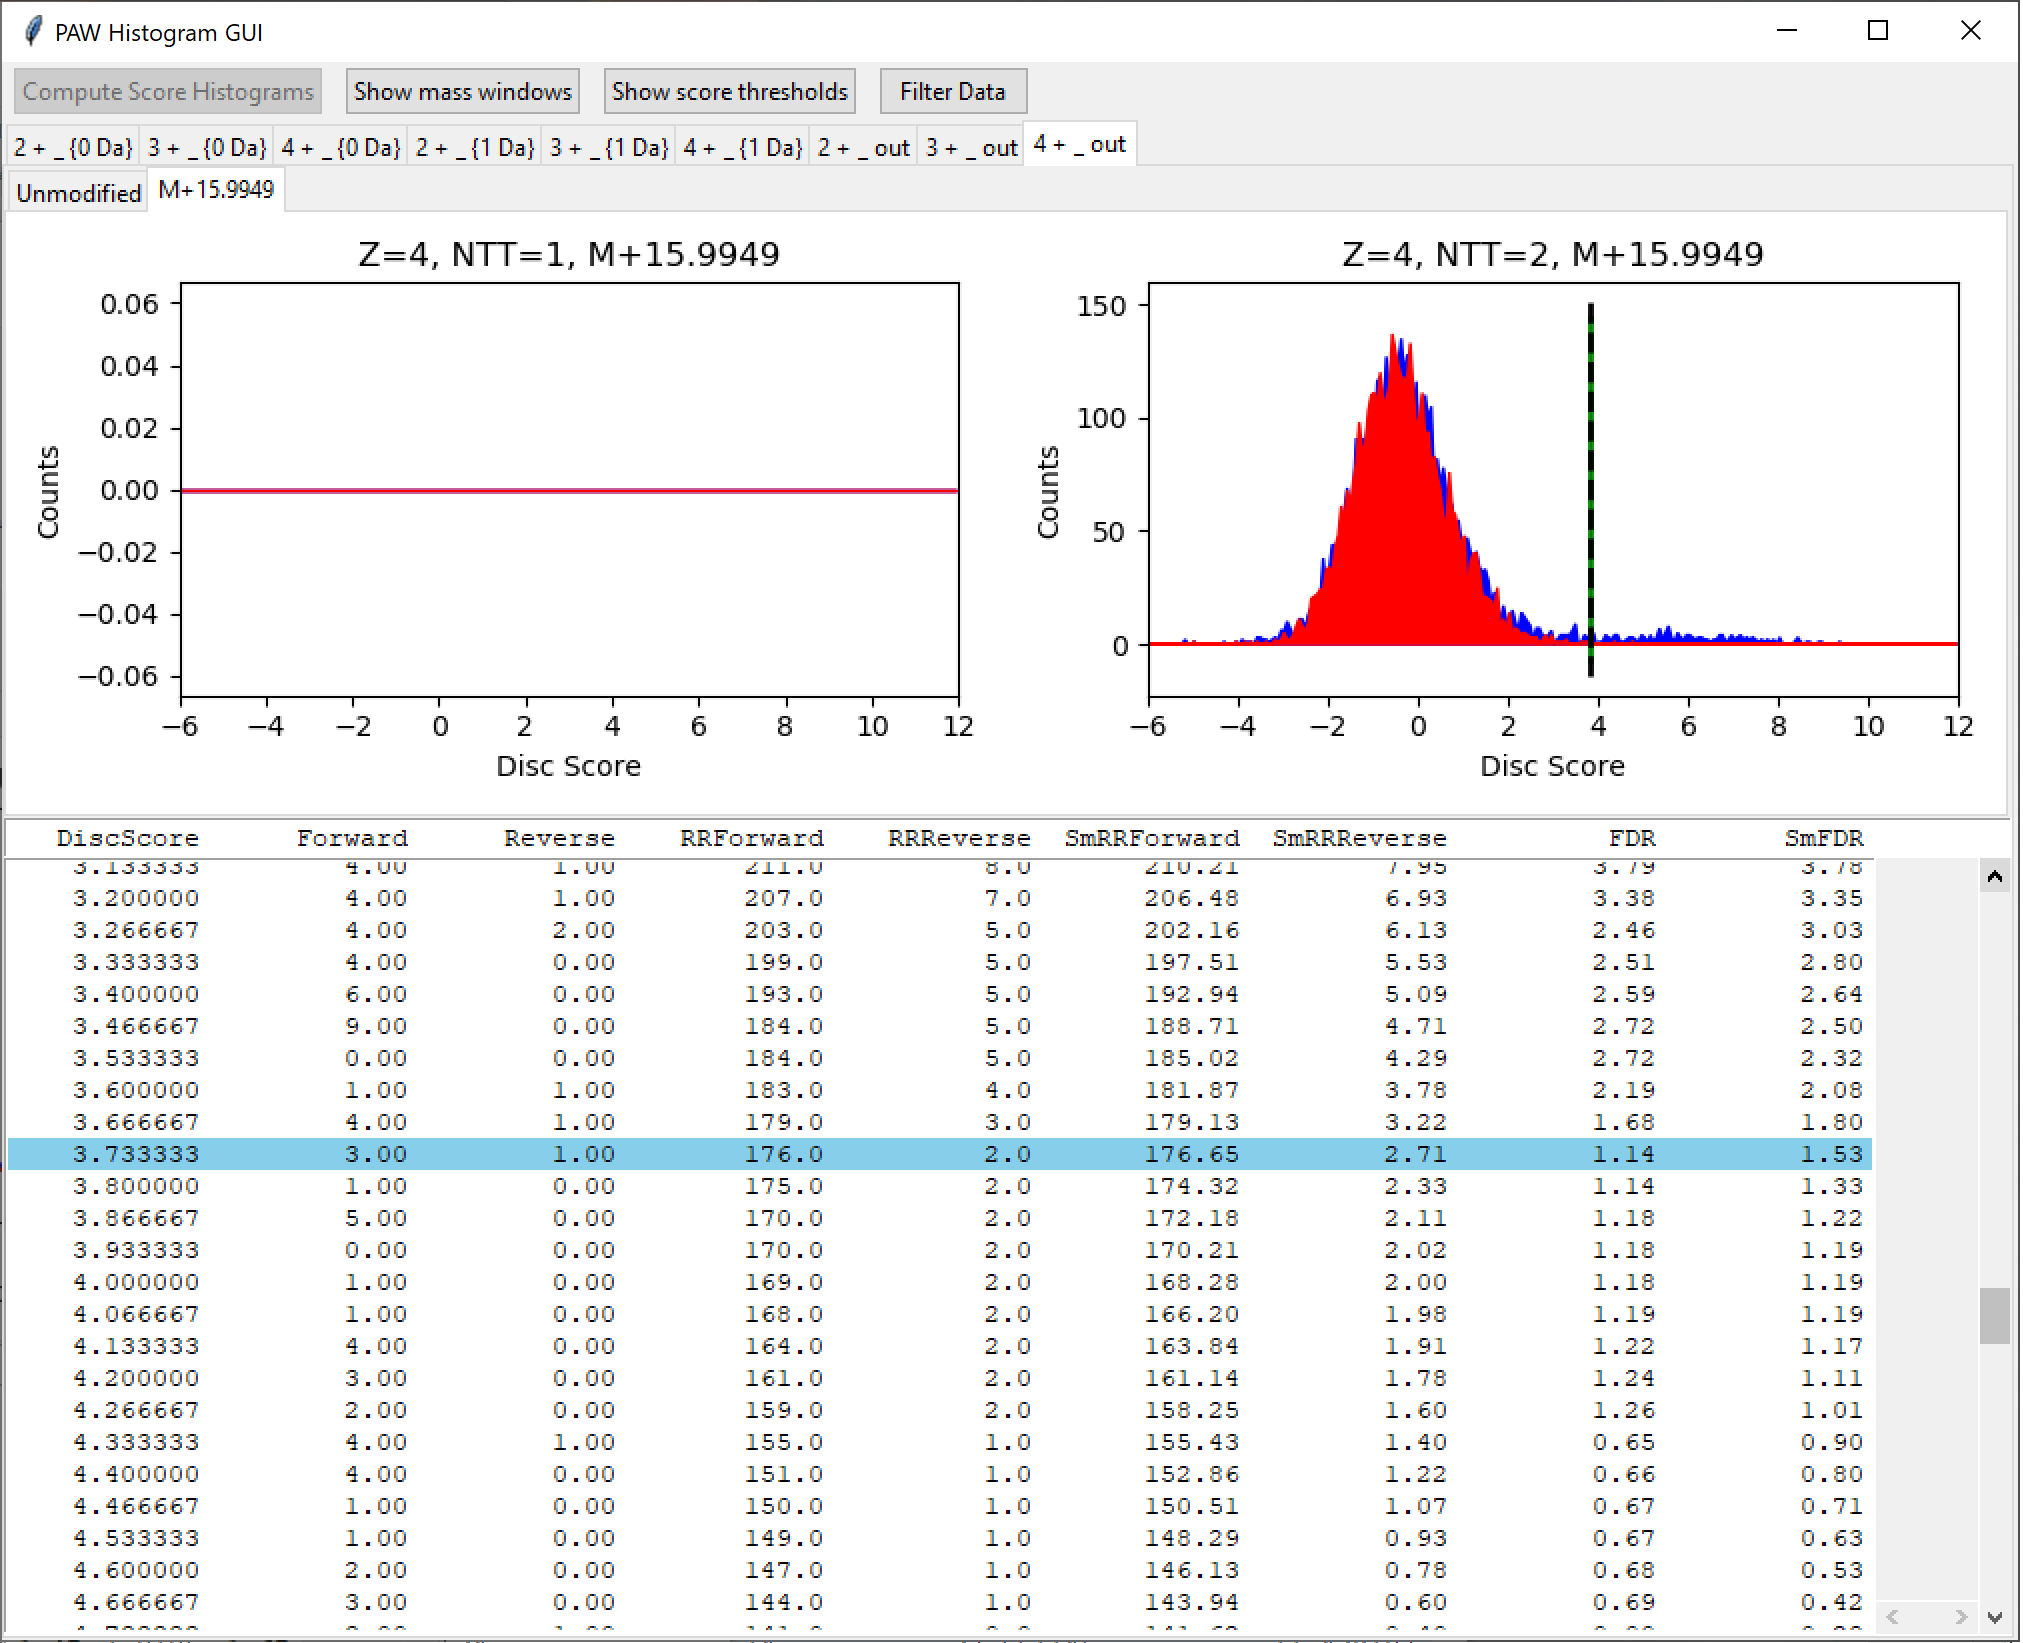 PAW Histogram GUI
Compute Score Histograms Show mass windows Show score thresholds Filter Data
2 + _ {0 Da} 3 + _ {0 Da} 4 + _ {0 Da} 2 + _ {1 Da} 3 + _ {1 Da} 4 + _ {1 Da} 2 + _ out 3 + _ out 4 + _ out
Unmodified M+15.9949
Z=4, NTT=1, M+15.9949
0.06
0.04
0.02
0.00
−0.02
−0.04
−0.06
Counts
−6 −4 −2 0 2 4 6 8 10 12
Disc Score
Z=4, NTT=2, M+15.9949
150
100
50
0
Counts
−6 −4 −2 0 2 4 6 8 10 12
Disc Score
DiscScore Forward Reverse RRForward RRReverse SmRRForward SmRRReverse FDR SmFDR
3.133333 4.00 1.00 211.0 8.0 210.21 7.95 3.79 3.78
3.200000 4.00 1.00 207.0 7.0 206.48 6.93 3.38 3.35
3.266667 4.00 2.00 203.0 5.0 202.16 6.13 2.46 3.03
3.333333 4.00 0.00 199.0 5.0 197.51 5.53 2.51 2.80
3.400000 6.00 0.00 193.0 5.0 192.94 5.09 2.59 2.64
3.466667 9.00 0.00 184.0 5.0 188.71 4.71 2.72 2.50
3.533333 0.00 0.00 184.0 5.0 185.02 4.29 2.72 2.32
3.600000 1.00 1.00 183.0 4.0 181.87 3.78 2.19 2.08
3.666667 4.00 1.00 179.0 3.0 179.13 3.22 1.68 1.80
3.733333 3.00 1.00 176.0 2.0 176.65 2.71 1.14 1.53
3.800000 1.00 0.00 175.0 2.0 174.32 2.33 1.14 1.33
3.866667 5.00 0.00 170.0 2.0 172.18 2.11 1.18 1.22
3.933333 0.00 0.00 170.0 2.0 170.21 2.02 1.18 1.19
4.000000 1.00 0.00 169.0 2.0 168.28 2.00 1.18 1.19
4.066667 1.00 0.00 168.0 2.0 166.20 1.98 1.19 1.19
4.133333 4.00 0.00 164.0 2.0 163.84 1.91 1.22 1.17
4.200000 3.00 0.00 161.0 2.0 161.14 1.78 1.24 1.11
4.266667 2.00 0.00 159.0 2.0 158.25 1.60 1.26 1.01
4.333333 4.00 1.00 155.0 1.0 155.43 1.40 0.65 0.90
4.400000 4.00 0.00 151.0 1.0 152.86 1.22 0.66 0.80
4.466667 1.00 0.00 150.0 1.0 150.51 1.07 0.67 0.71
4.533333 1.00 0.00 149.0 1.0 148.29 0.93 0.67 0.63
4.600000 2.00 0.00 147.0 1.0 146.13 0.78 0.68 0.53
4.666667 3.00 0.00 144.0 1.0 143.94 0.60 0.69 0.42